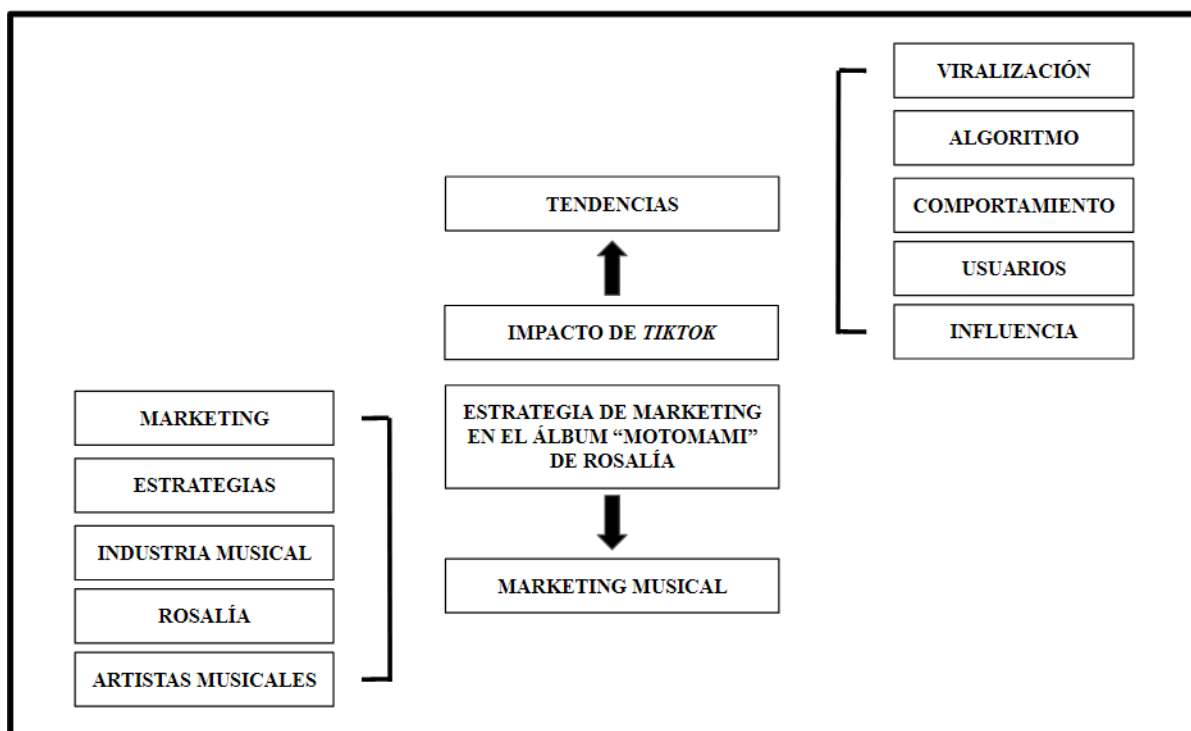 VIRALIZACIÓN
ALGORITMO
COMPORTAMIENTO
USUARIOS
INFLUENCIA
TENDENCIAS
IMPACTO DE TIKTOK
ESTRATEGIA DE MARKETING
EN EL ÁLBUM “MOTOMAMI”
DE ROSALÍA
MARKETING MUSICAL
MARKETING
ESTRATEGIAS
INDUSTRIA MUSICAL
ROSALÍA
ARTISTAS MUSICALES